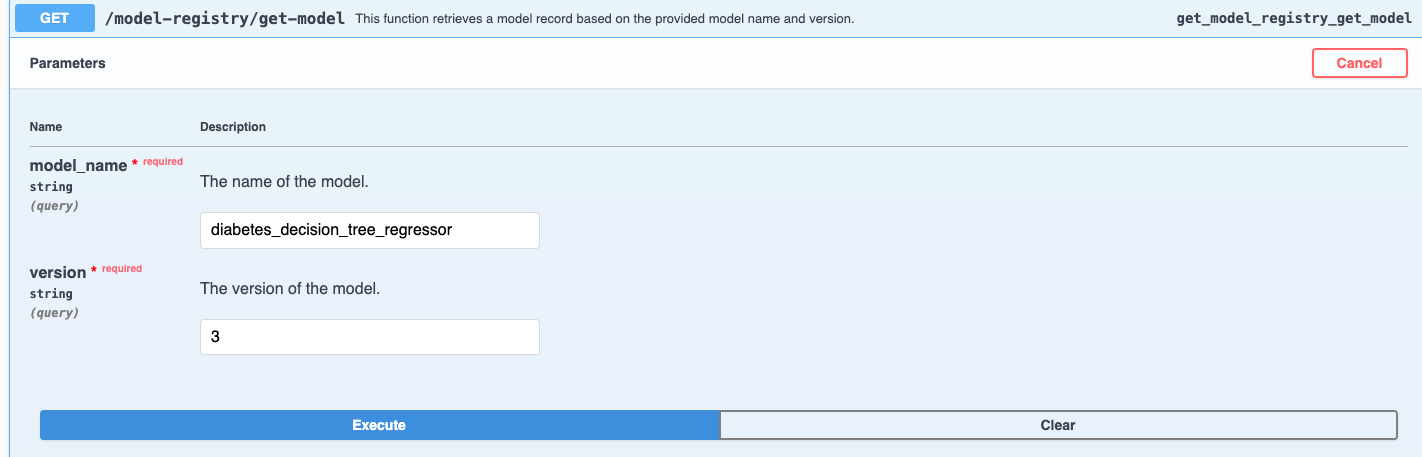 GET /model-registry/get-model This function retrieves a model record based on the provided model name and version. get_model_registry_get_model
Parameters Cancel
Name Description
model_name * required
string
(query)
The name of the model.
diabetes_decision_tree_regressor
version * required
string
(query)
The version of the model.
3
Execute Clear